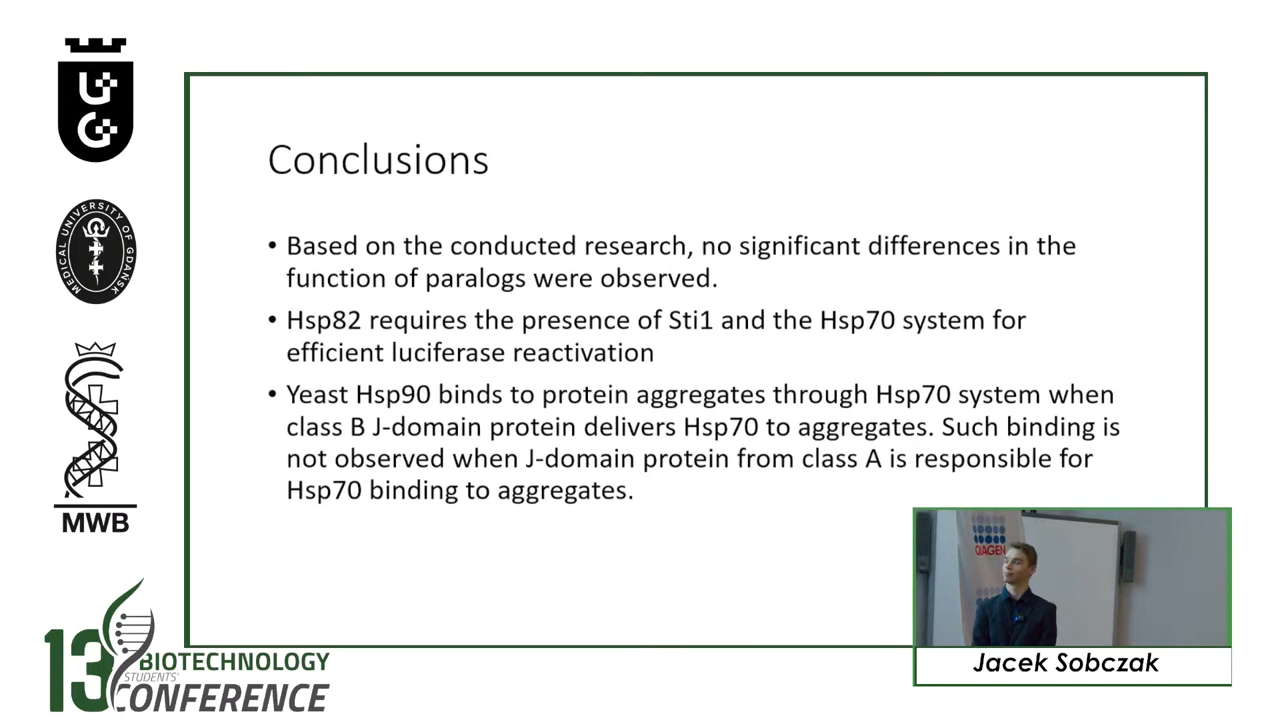 UG
MEDICAL UNIVERSITY OF GDANSK
MWB
13 BIOTECHNOLOGY
STUDENTS'
CONFERENCE
Conclusions
• Based on the conducted research, no significant differences in the
function of paralogs were observed.
• Hsp82 requires the presence of Sti1 and the Hsp70 system for
efficient luciferase reactivation
• Yeast Hsp90 binds to protein aggregates through Hsp70 system when
class B J-domain protein delivers Hsp70 to aggregates. Such binding is
not observed when J-domain protein from class A is responsible for
Hsp70 binding to aggregates.
QIAGEN
Jacek Sobczak